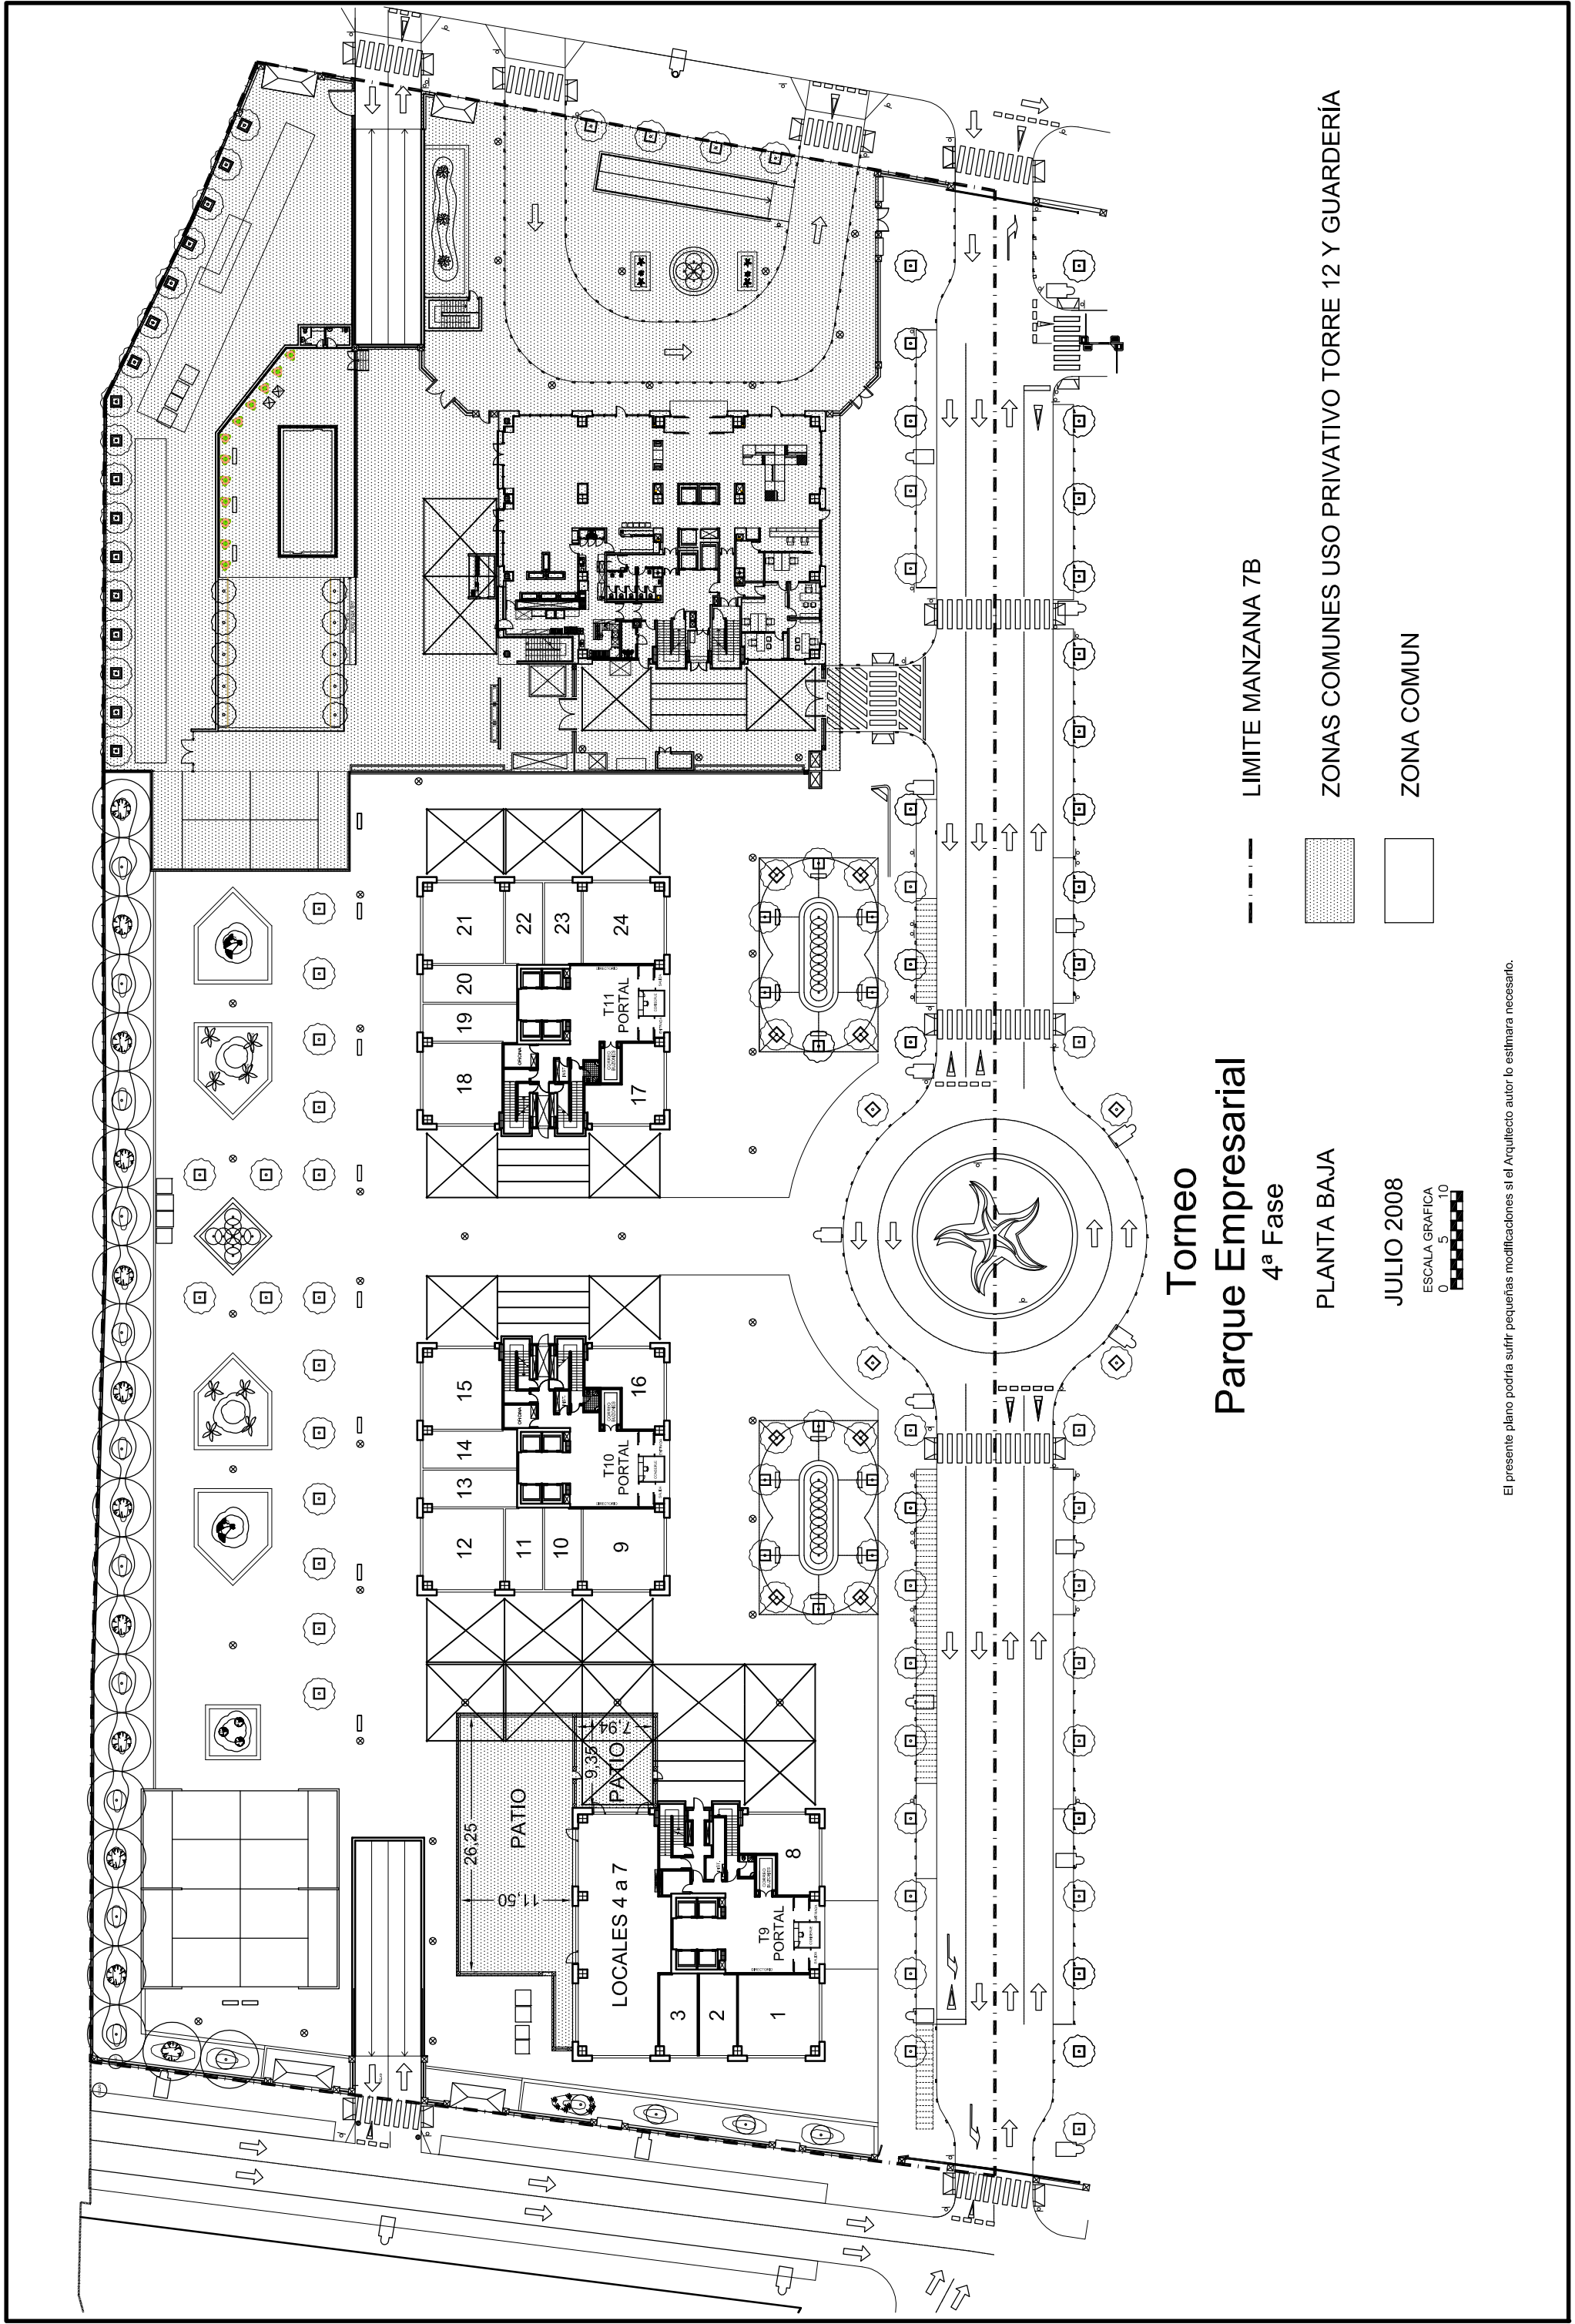 Torneo
Parque Empresarial
4ª Fase
PLANTA BAJA
JULIO 2008
ESCALA GRAFICA
0 5 10
LIMITE MANZANA 7B
ZONAS COMUNES USO PRIVATIVO TORRE 12 Y GUARDERÍA
ZONA COMUN
El presente plano podría sufrir pequeñas modificaciones si el Arquitecto autor lo estimara necesario.
PATIO
26,25
11,50
PATIO
9,35
7,94
LOCALES 4 a 7
3
2
1
8
T9
PORTAL
12
11
10
9
13
14
15
16
T10
PORTAL
OFICINA
DIRECTORIO
18
19
20
21
22
23
24
17
T11
PORTAL
OFICINA
DIRECTORIO